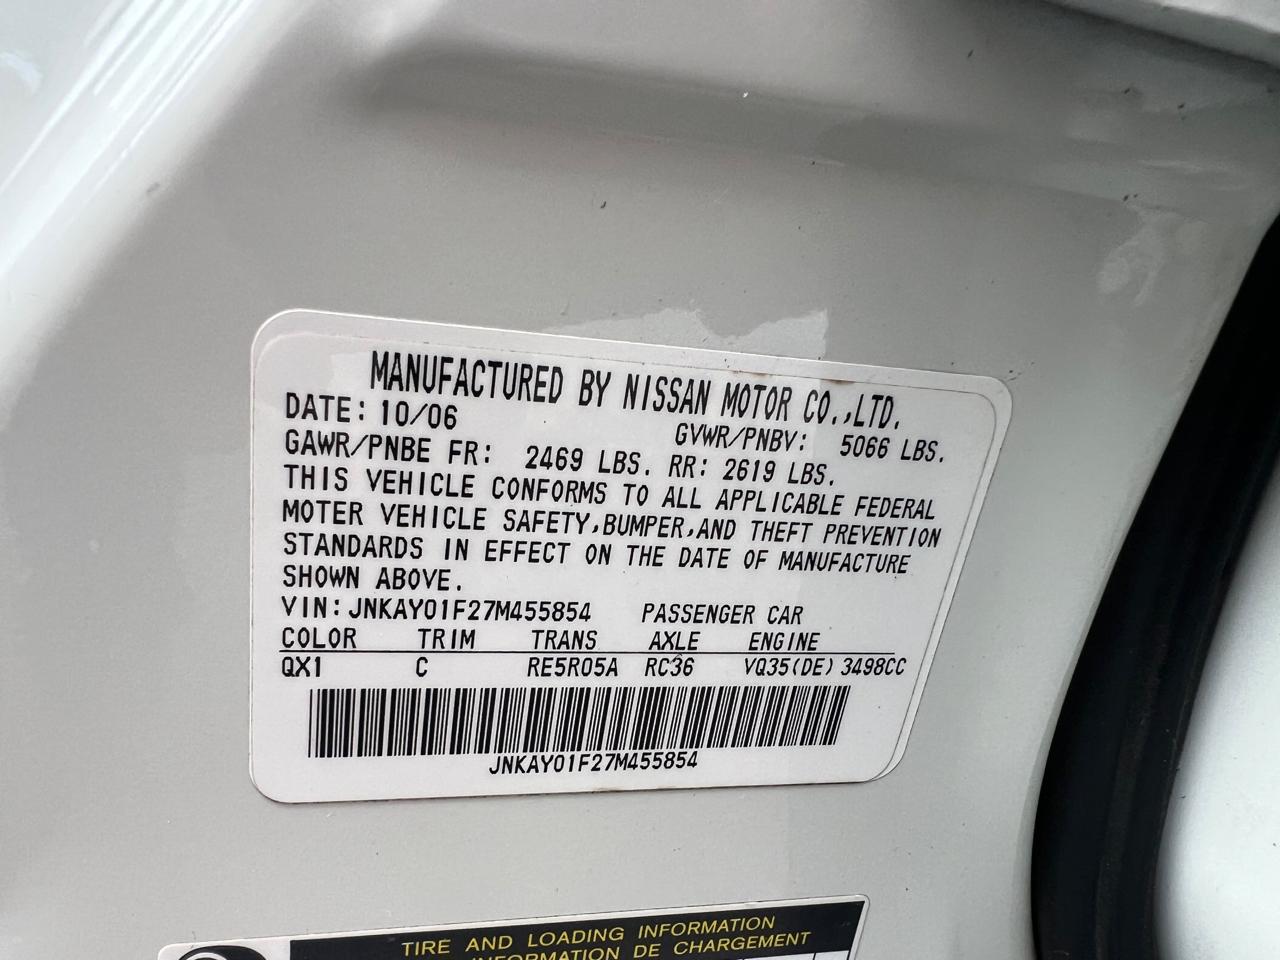 MANUFACTURED BY NISSAN MOTOR CO.,LTD.
DATE: 10/06 GVWR/PNBV: 5066 LBS.
GAWR/PNBE FR: 2469 LBS. RR: 2619 LBS.
THIS VEHICLE CONFORMS TO ALL APPLICABLE FEDERAL
MOTER VEHICLE SAFETY,BUMPER,AND THEFT PREVENTION
STANDARDS IN EFFECT ON THE DATE OF MANUFACTURE
SHOWN ABOVE.
VIN: JNKAY01F27M455854 PASSENGER CAR
COLOR TRIM TRANS AXLE ENGINE
QX1 C RE5R05A RC36 VQ35(DE) 3498CC
JNKAY01F27M455854
TIRE AND LOADING INFORMATION
INFORMATION DE CHARGEMENT